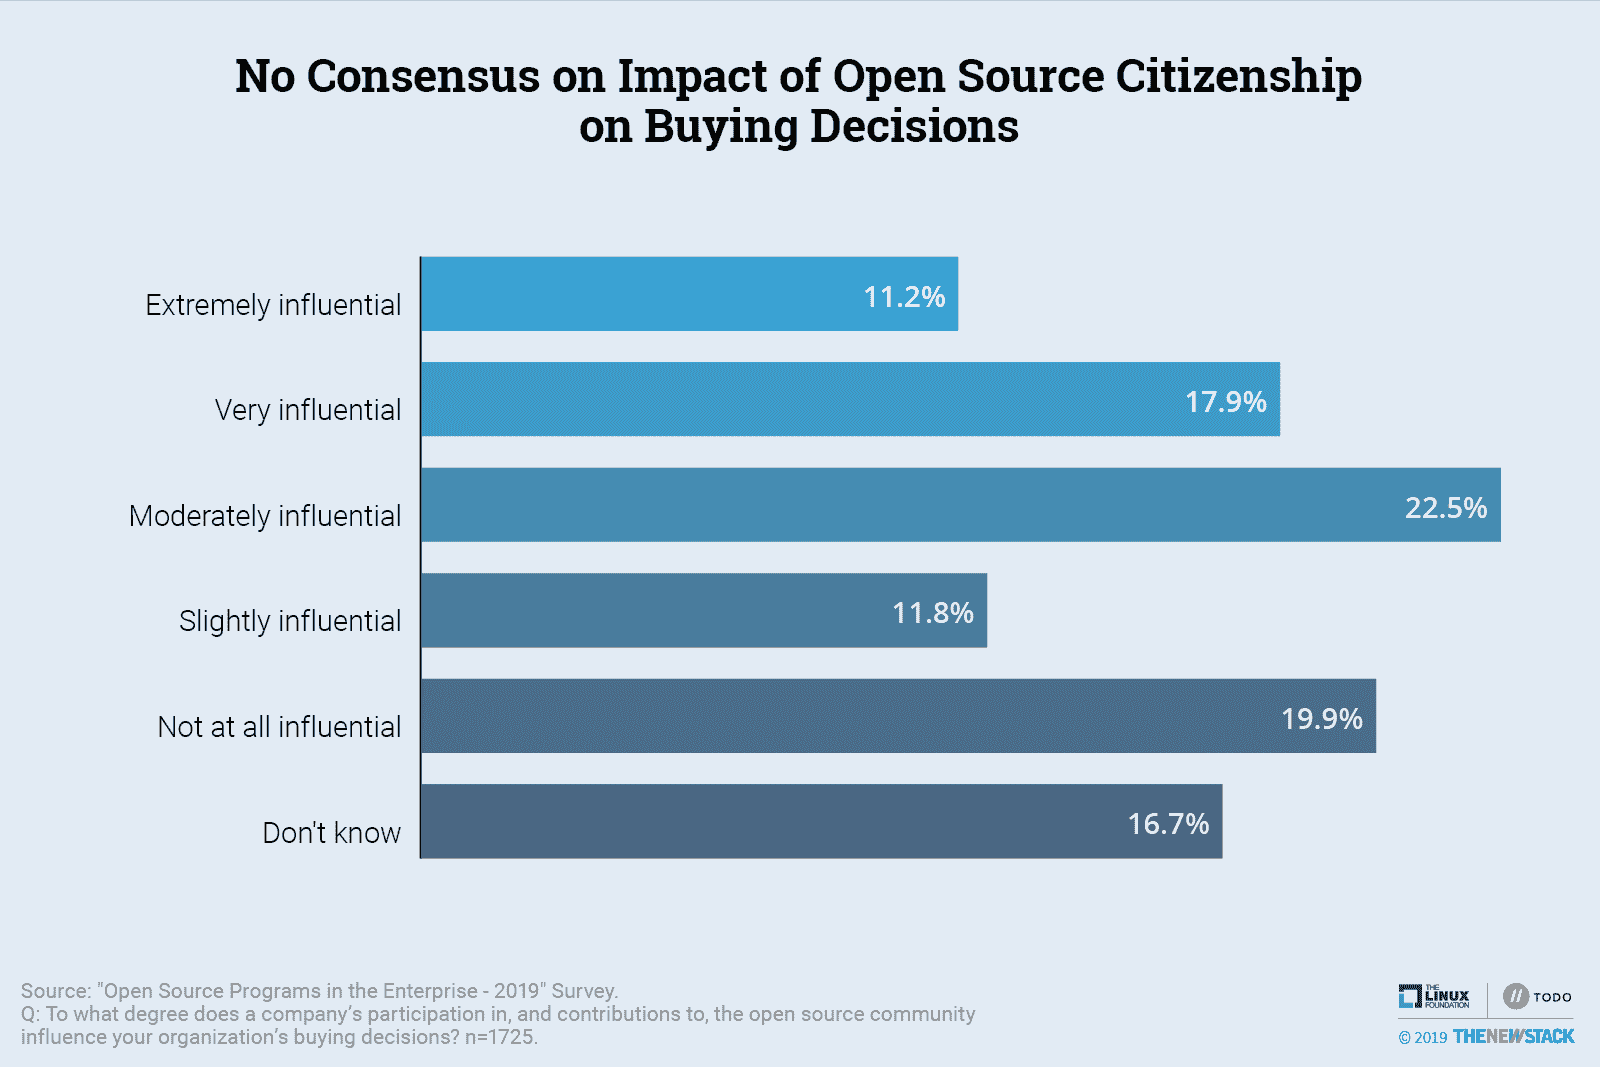 No Consensus on Impact of Open Source Citizenship
on Buying Decisions
Extremely influential
11.2%
Very influential
17.9%
Moderately influential
22.5%
Slightly influential
11.8%
Not at all influential
19.9%
Don't know
16.7%
Source: "Open Source Programs in the Enterprise - 2019" Survey.
Q: To what degree does a company’s participation in, and contributions to, the open source community
influence your organization’s buying decisions? n=1725.
THE
LINUX
FOUNDATION
TODO
© 2019 THENEWSTACK